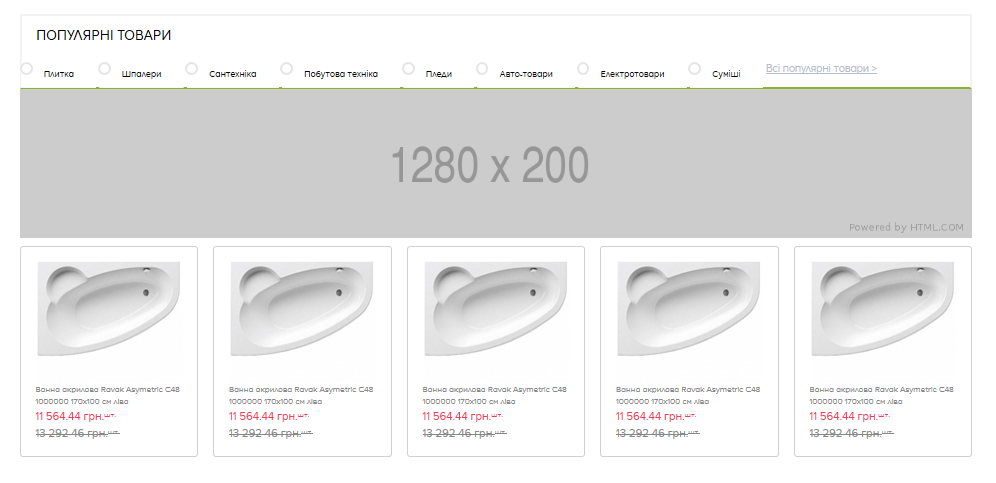 ПОПУЛЯРНІ ТОВАРИ
Плитка Шпалери Сантехніка Побутова техніка Пледи Авто-товари Електротовари Суміші Всі популярні товари >
1280 x 200
Powered by HTML.COM
Ванна акрилова Ravak Asymetric C48
1000000 170x100 см ліва
11 564.44 грн.шт.
13 292 46 грн.шт.
Ванна акрилова Ravak Asymetric C48
1000000 170x100 см ліва
11 564.44 грн.шт.
13 292 46 грн.шт.
Ванна акрилова Ravak Asymetric C48
1000000 170x100 см ліва
11 564.44 грн.шт.
13 292 46 грн.шт.
Ванна акрилова Ravak Asymetric C48
1000000 170x100 см ліва
11 564.44 грн.шт.
13 292 46 грн.шт.
Ванна акрилова Ravak Asymetric C48
1000000 170x100 см ліва
11 564.44 грн.шт.
13 292 46 грн.шт.